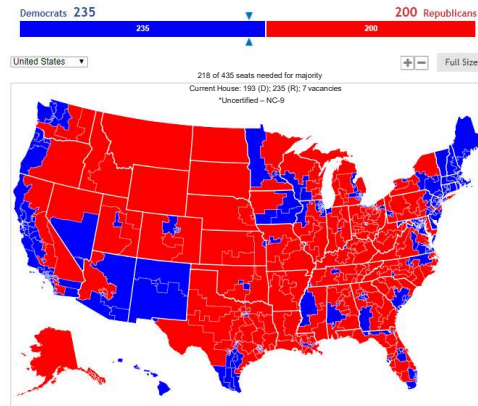 Democrats 235
200 Republicans
235
200
United States
Full Size
218 of 435 seats needed for majority
Current House: 193 (D); 235 (R); 7 vacancies
*Uncertified – NC-9